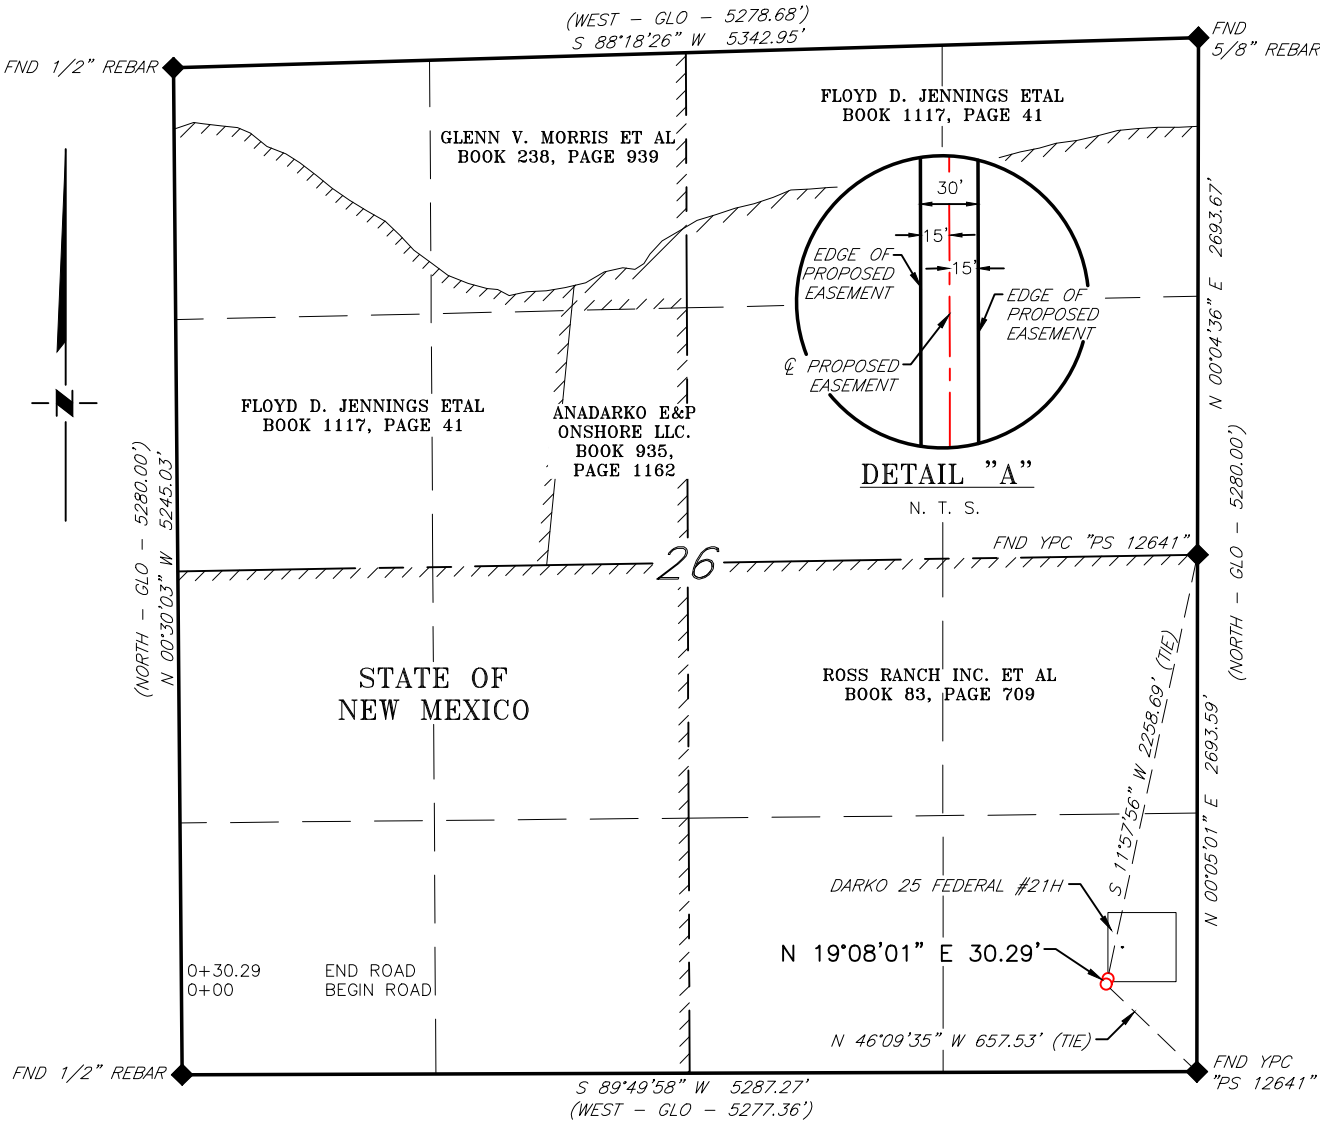 (WEST - GLO - 5278.68')
S 88°18'26" W 5342.95'
FND
5/8" REBAR
FND 1/2" REBAR
FLOYD D. JENNINGS ETAL
BOOK 1117, PAGE 41
GLENN V. MORRIS ET AL
BOOK 238, PAGE 939
30'
15'
15'
EDGE OF
PROPOSED
EASEMENT
EDGE OF
PROPOSED
EASEMENT
℄ PROPOSED
EASEMENT
N 00°04'36" E 2693.67'
FLOYD D. JENNINGS ETAL
BOOK 1117, PAGE 41
ANADARKO E&P
ONSHORE LLC.
BOOK 935,
PAGE 1162
DETAIL "A"
N. T. S.
N
(NORTH - GLO - 5280.00')
N 00°30'03" W 5245.03'
FND YPC "PS 12641"
26
(NORTH - GLO - 5280.00')
STATE OF
NEW MEXICO
ROSS RANCH INC. ET AL
BOOK 83, PAGE 709
S 11°57'56" W 2258.69' (TIE)
N 00°05'01" E 2693.59'
DARKO 25 FEDERAL #21H
N 19°08'01" E 30.29'
0+30.29 END ROAD
0+00 BEGIN ROAD
N 46°09'35" W 657.53' (TIE)
FND 1/2" REBAR
FND YPC
"PS 12641"
S 89°49'58" W 5287.27'
(WEST - GLO - 5277.36')